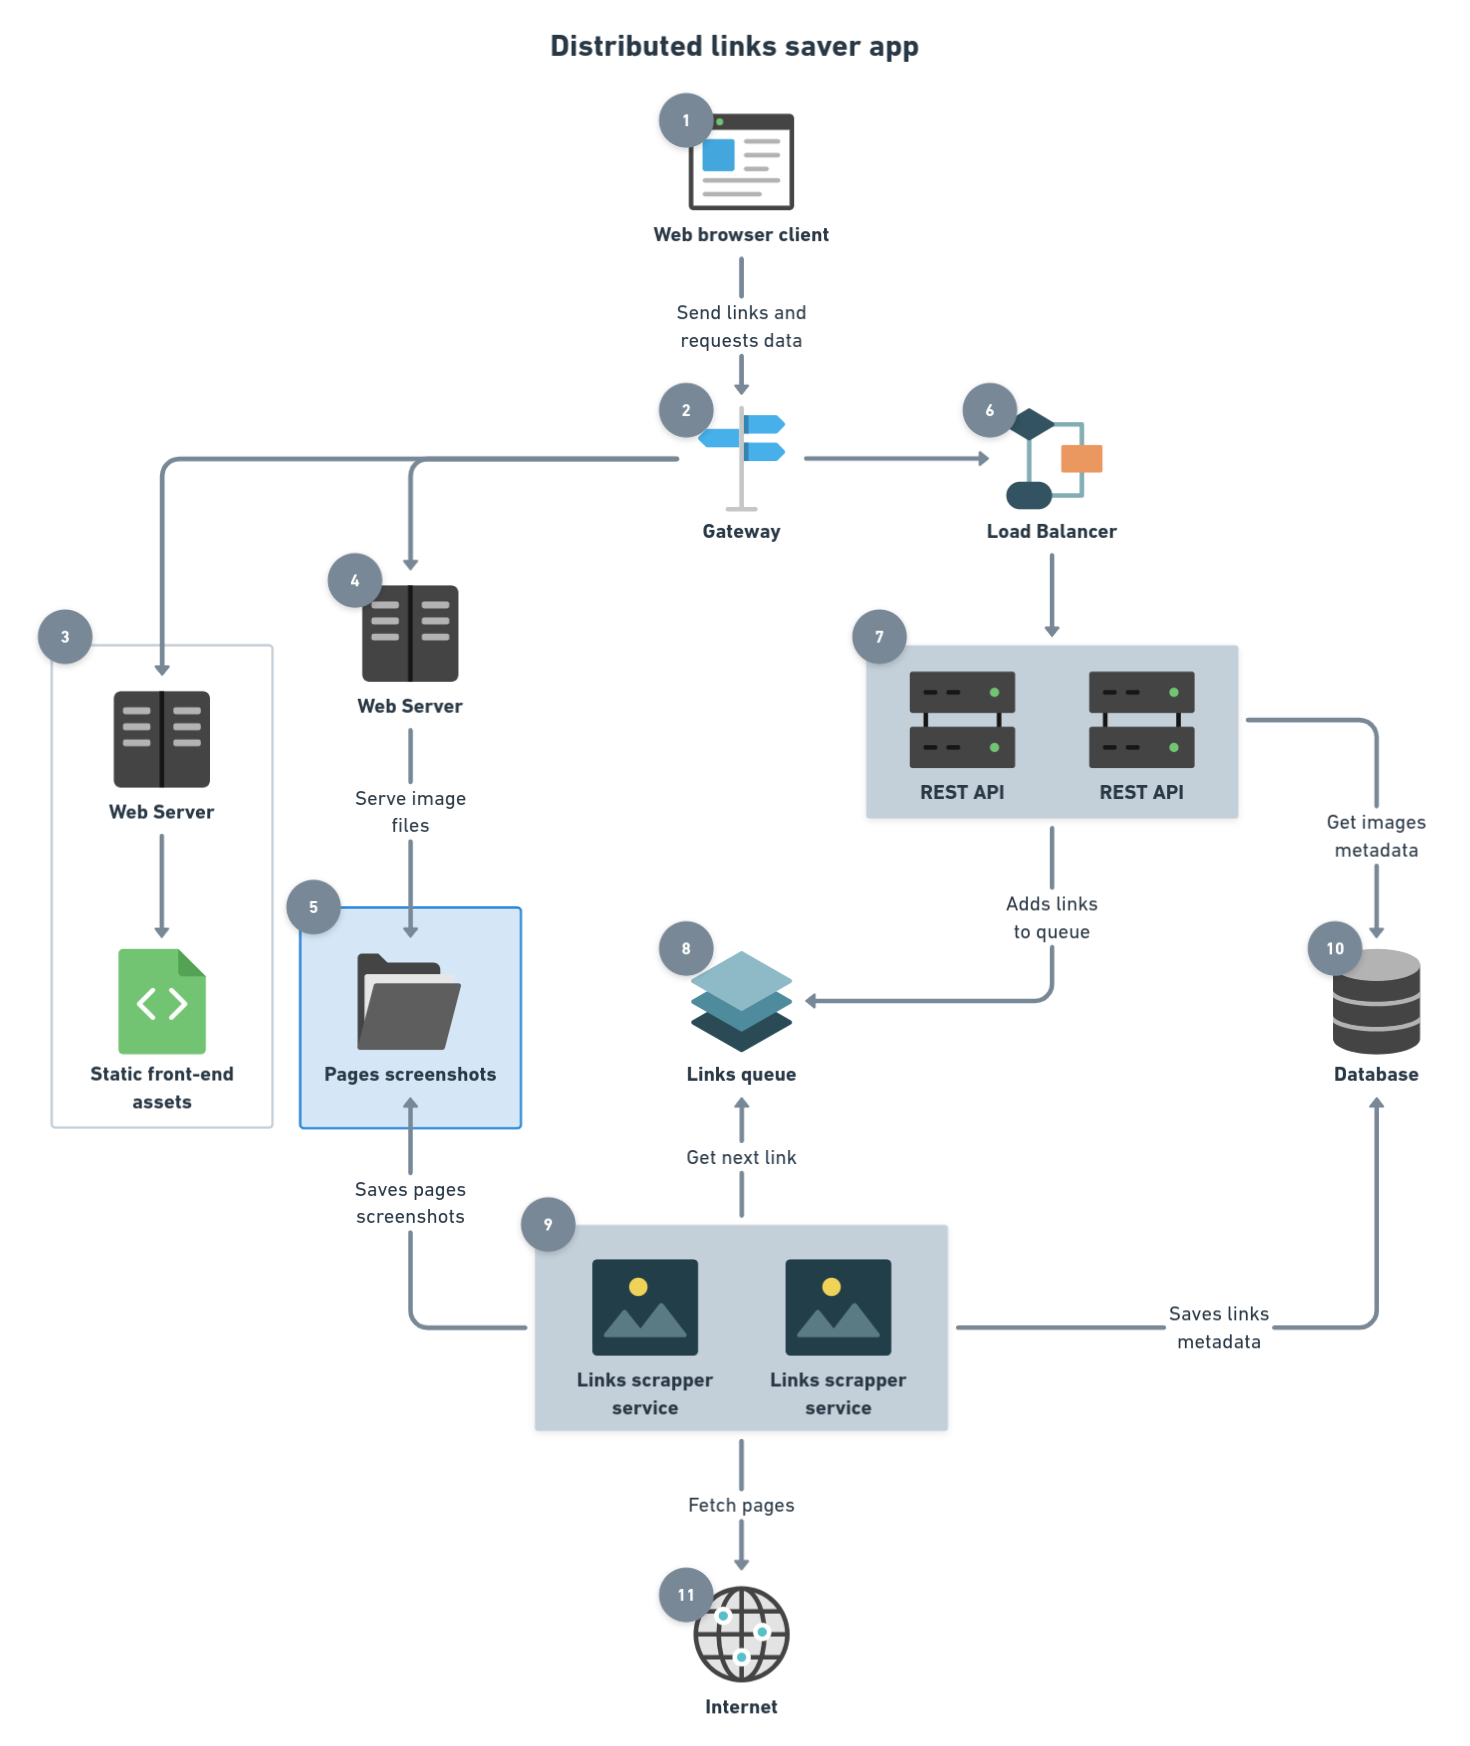 Distributed links saver app
1
Web browser client
Send links and
requests data
2
Gateway
6
Load Balancer
3
Web Server
Static front-end
assets
4
Web Server
Serve image
files
5
Pages screenshots
Saves pages
screenshots
7
REST API
REST API
Adds links
to queue
Get images
metadata
8
Links queue
Get next link
10
Database
9
Links scrapper
service
Links scrapper
service
Saves links
metadata
Fetch pages
11
Internet